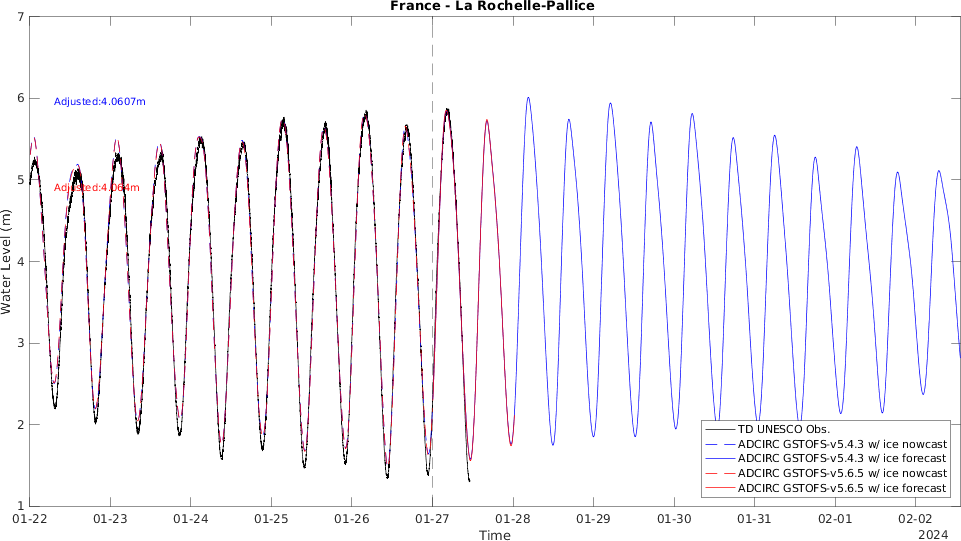 France - La Rochelle-Pallice
7
6
5
4
3
2
1
Water Level (m)
Adjusted:4.0607m
Adjusted:4.064m
TD UNESCO Obs.
ADCIRC GSTOFS-v5.4.3 w/ ice nowcast
ADCIRC GSTOFS-v5.4.3 w/ ice forecast
ADCIRC GSTOFS-v5.6.5 w/ ice nowcast
ADCIRC GSTOFS-v5.6.5 w/ ice forecast
01-22 01-23 01-24 01-25 01-26 01-27 01-28 01-29 01-30 01-31 02-01 02-02
Time
2024